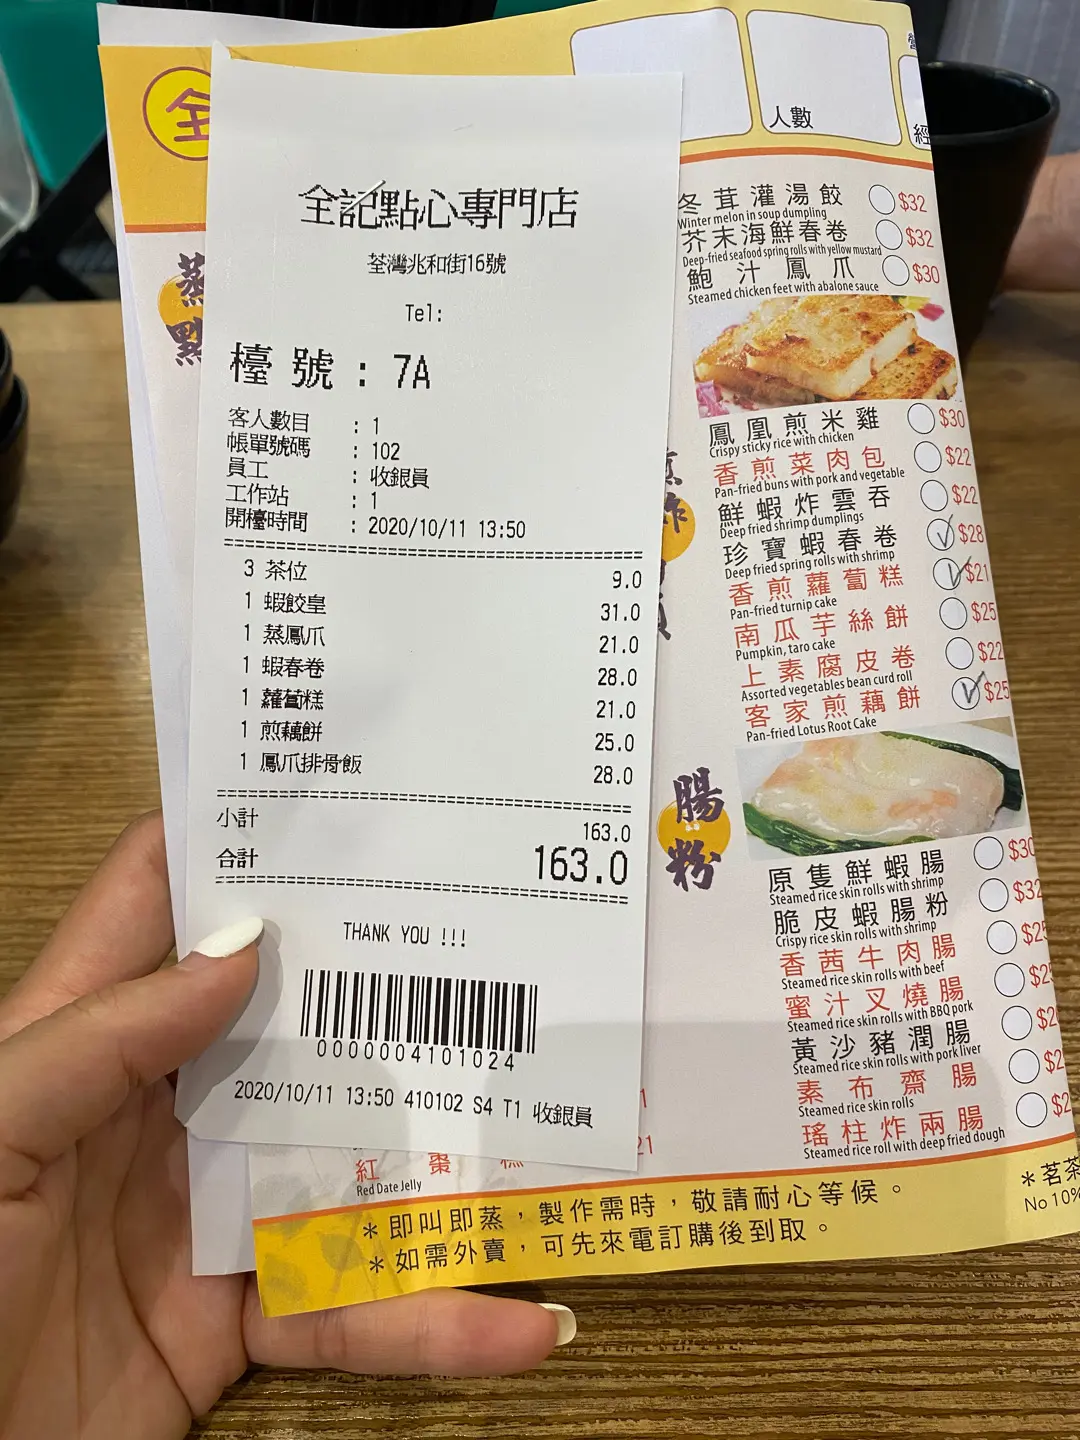 全
全記點心專門店
荃灣兆和街16號
Tel:
檯號 : 7A
客人數目 : 1
帳單號碼 : 102
員工 : 收銀員
工作站 : 1
開檯時間 : 2020/10/11 13:50
3 茶位 9.0
1 蝦餃皇 31.0
1 蒸鳳爪 21.0
1 蝦春卷 28.0
1 蘿蔔糕 21.0
1 煎藕餅 25.0
1 鳳爪排骨飯 28.0
小計 163.0
合計 163.0
THANK YOU !!!
0000004101024
2020/10/11 13:50 410102 S4 T1 收銀員
蒸點
人數
經
冬茸灌湯餃 $32
Winter melon in soup dumpling
芥末海鮮春卷 $32
Deep-fried seafood spring rolls with yellow mustard
鮑汁鳳爪 $30
Steamed chicken feet with abalone sauce
鳳凰煎米雞 $30
Crispy sticky rice with chicken
香煎菜肉包 $22
Pan-fried buns with pork and vegetable
鮮蝦炸雲吞 $22
Deep fried shrimp dumplings
珍寶蝦春卷 $28
Deep fried spring rolls with shrimp
香煎蘿蔔糕 $21
Pan-fried turnip cake
南瓜芋絲餅 $25
Pumpkin, taro cake
上素腐皮卷 $22
Assorted vegetables bean curd roll
客家煎藕餅 $25
Pan-fried Lotus Root Cake
腸粉
原隻鮮蝦腸 $30
Steamed rice skin rolls with shrimp
脆皮蝦腸粉 $32
Crispy rice skin rolls with shrimp
香茜牛肉腸 $25
Steamed rice skin rolls with beef
蜜汁叉燒腸 $25
Steamed rice skin rolls with BBQ pork
黃沙豬潤腸 $2
Steamed rice skin rolls with pork liver
素布齋腸 $2
Steamed rice skin rolls
瑤柱炸兩腸 $2
Steamed rice roll with deep fried dough
紅棗糕 21
Red Date Jelly
*即叫即蒸，製作需時，敬請耐心等候。
*如需外賣，可先來電訂購後到取。
*茗茶
No 10%